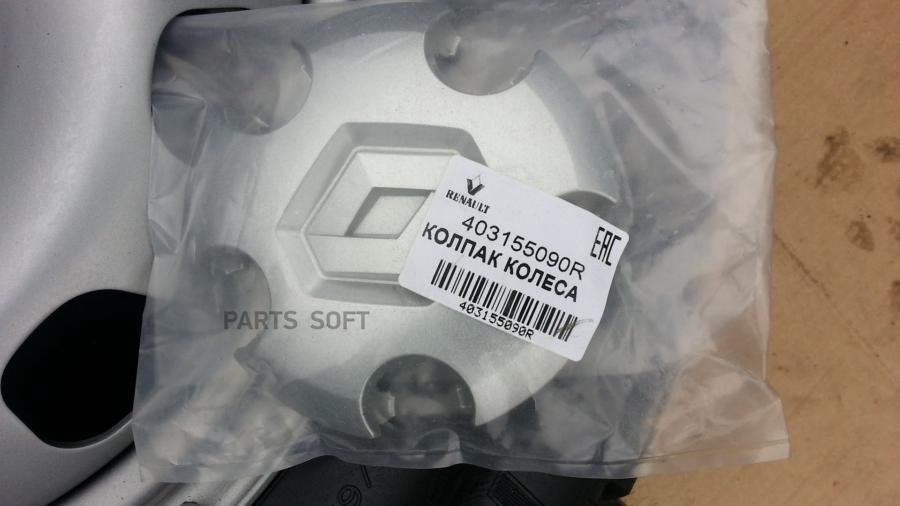 RENAULT
403155090R
КОЛПАК КОЛЕСА
EAC
403155090R
PARTS SOFT